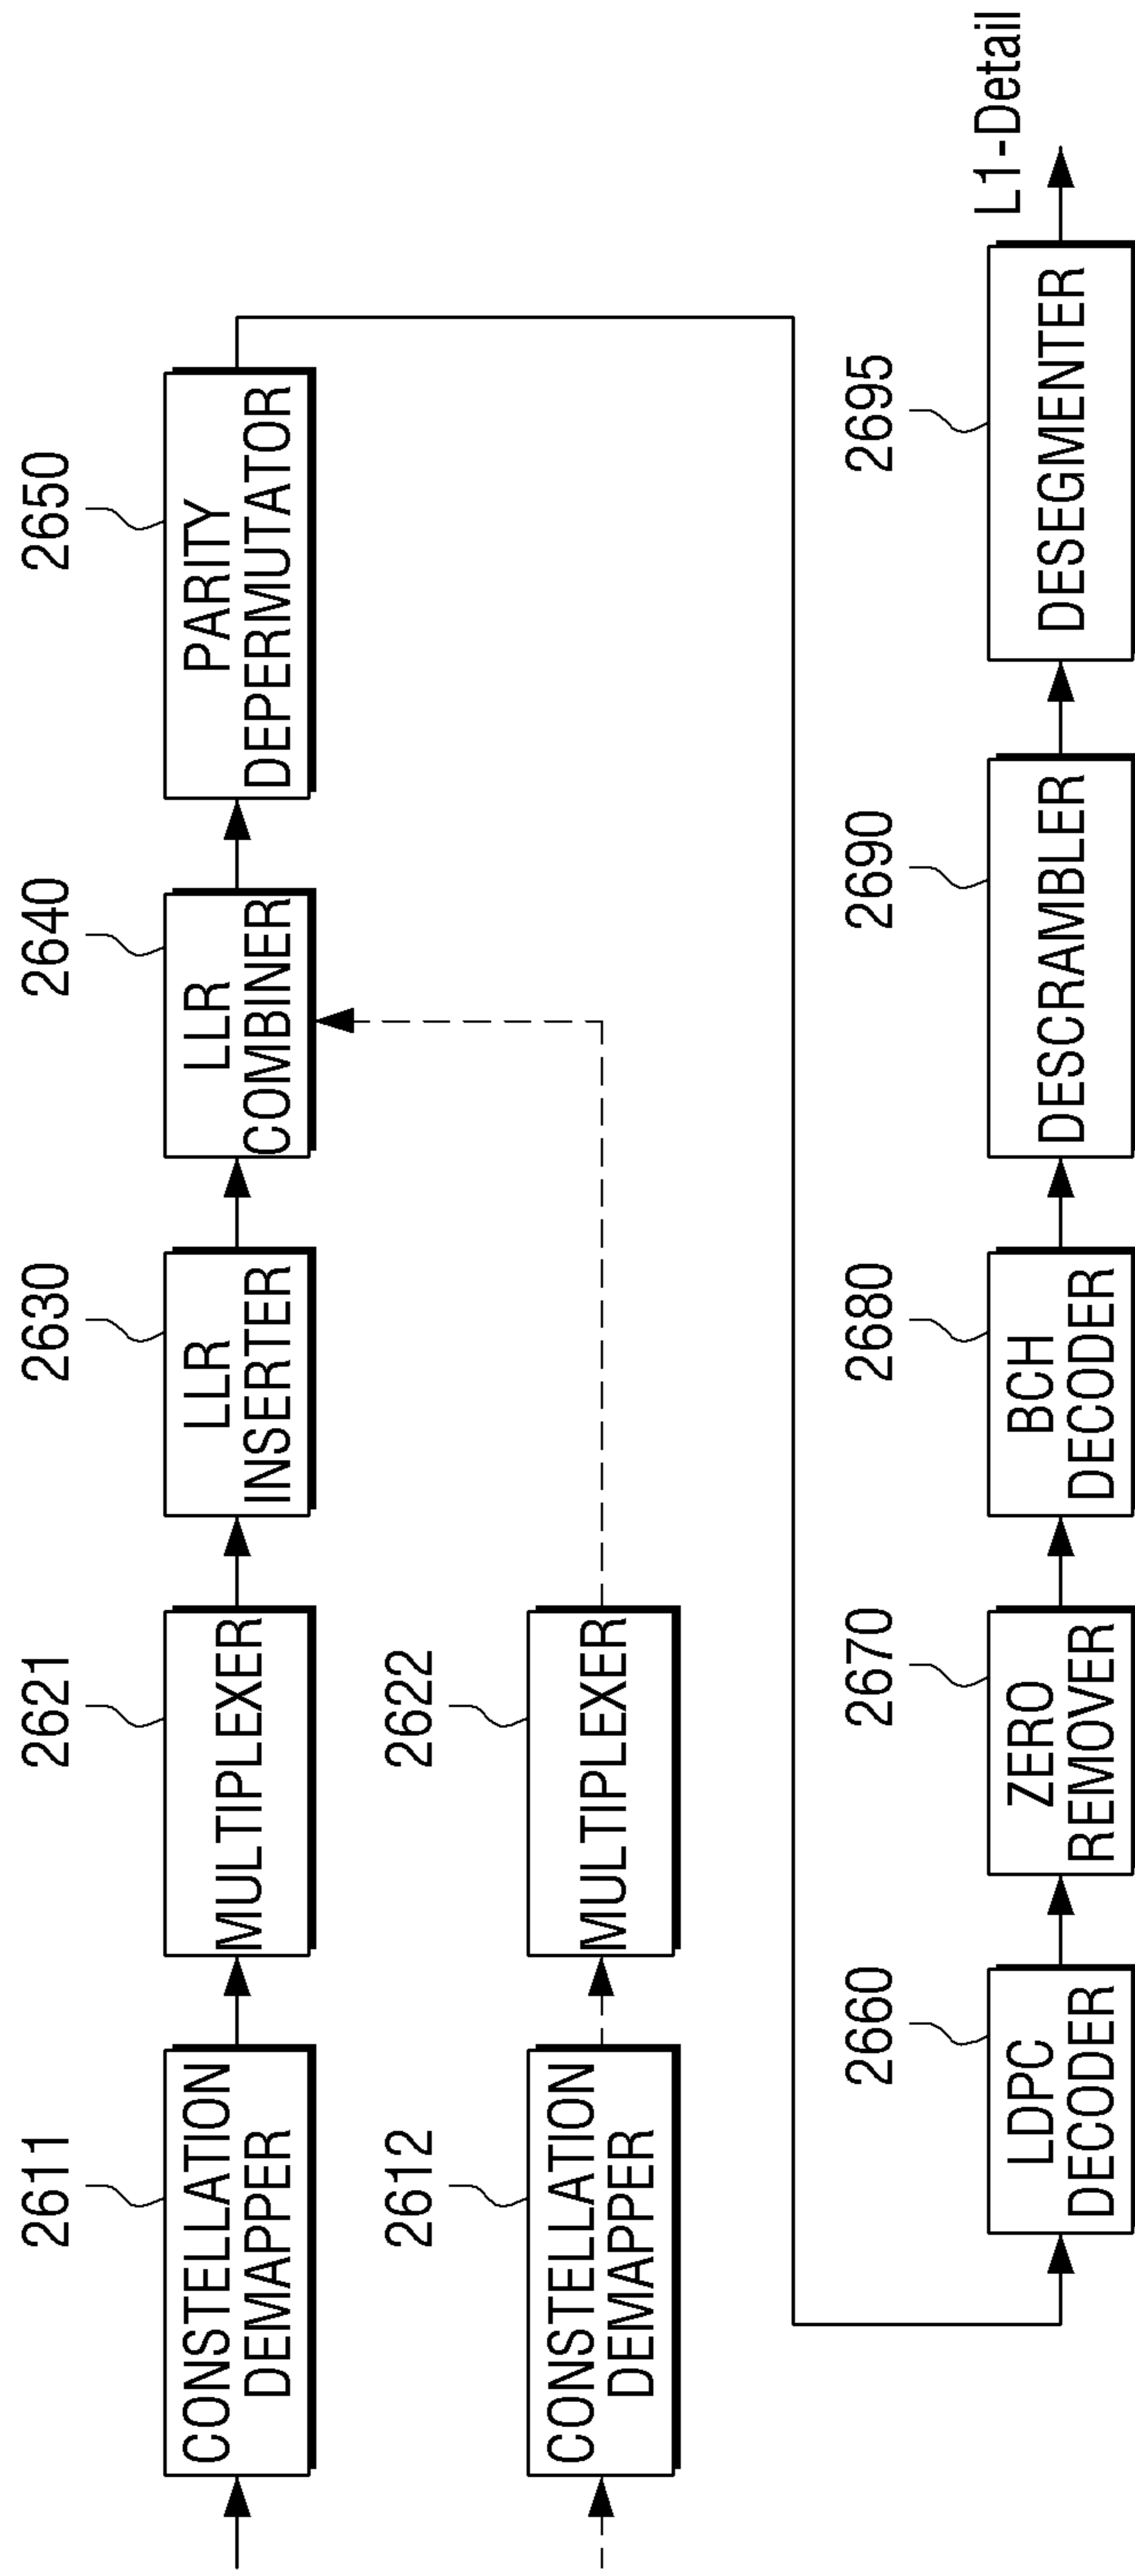 2611
CONSTELLATION
DEMAPPER
2621
MULTIPLEXER
2630
LLR
INSERTER
2640
LLR
COMBINER
2650
PARITY
DEPERMUTATOR
2612
CONSTELLATION
DEMAPPER
2622
MULTIPLEXER
2660
LDPC
DECODER
2670
ZERO
REMOVER
2680
BCH
DECODER
2690
DESCRAMBLER
2695
DESEGMENTER
L1-Detail